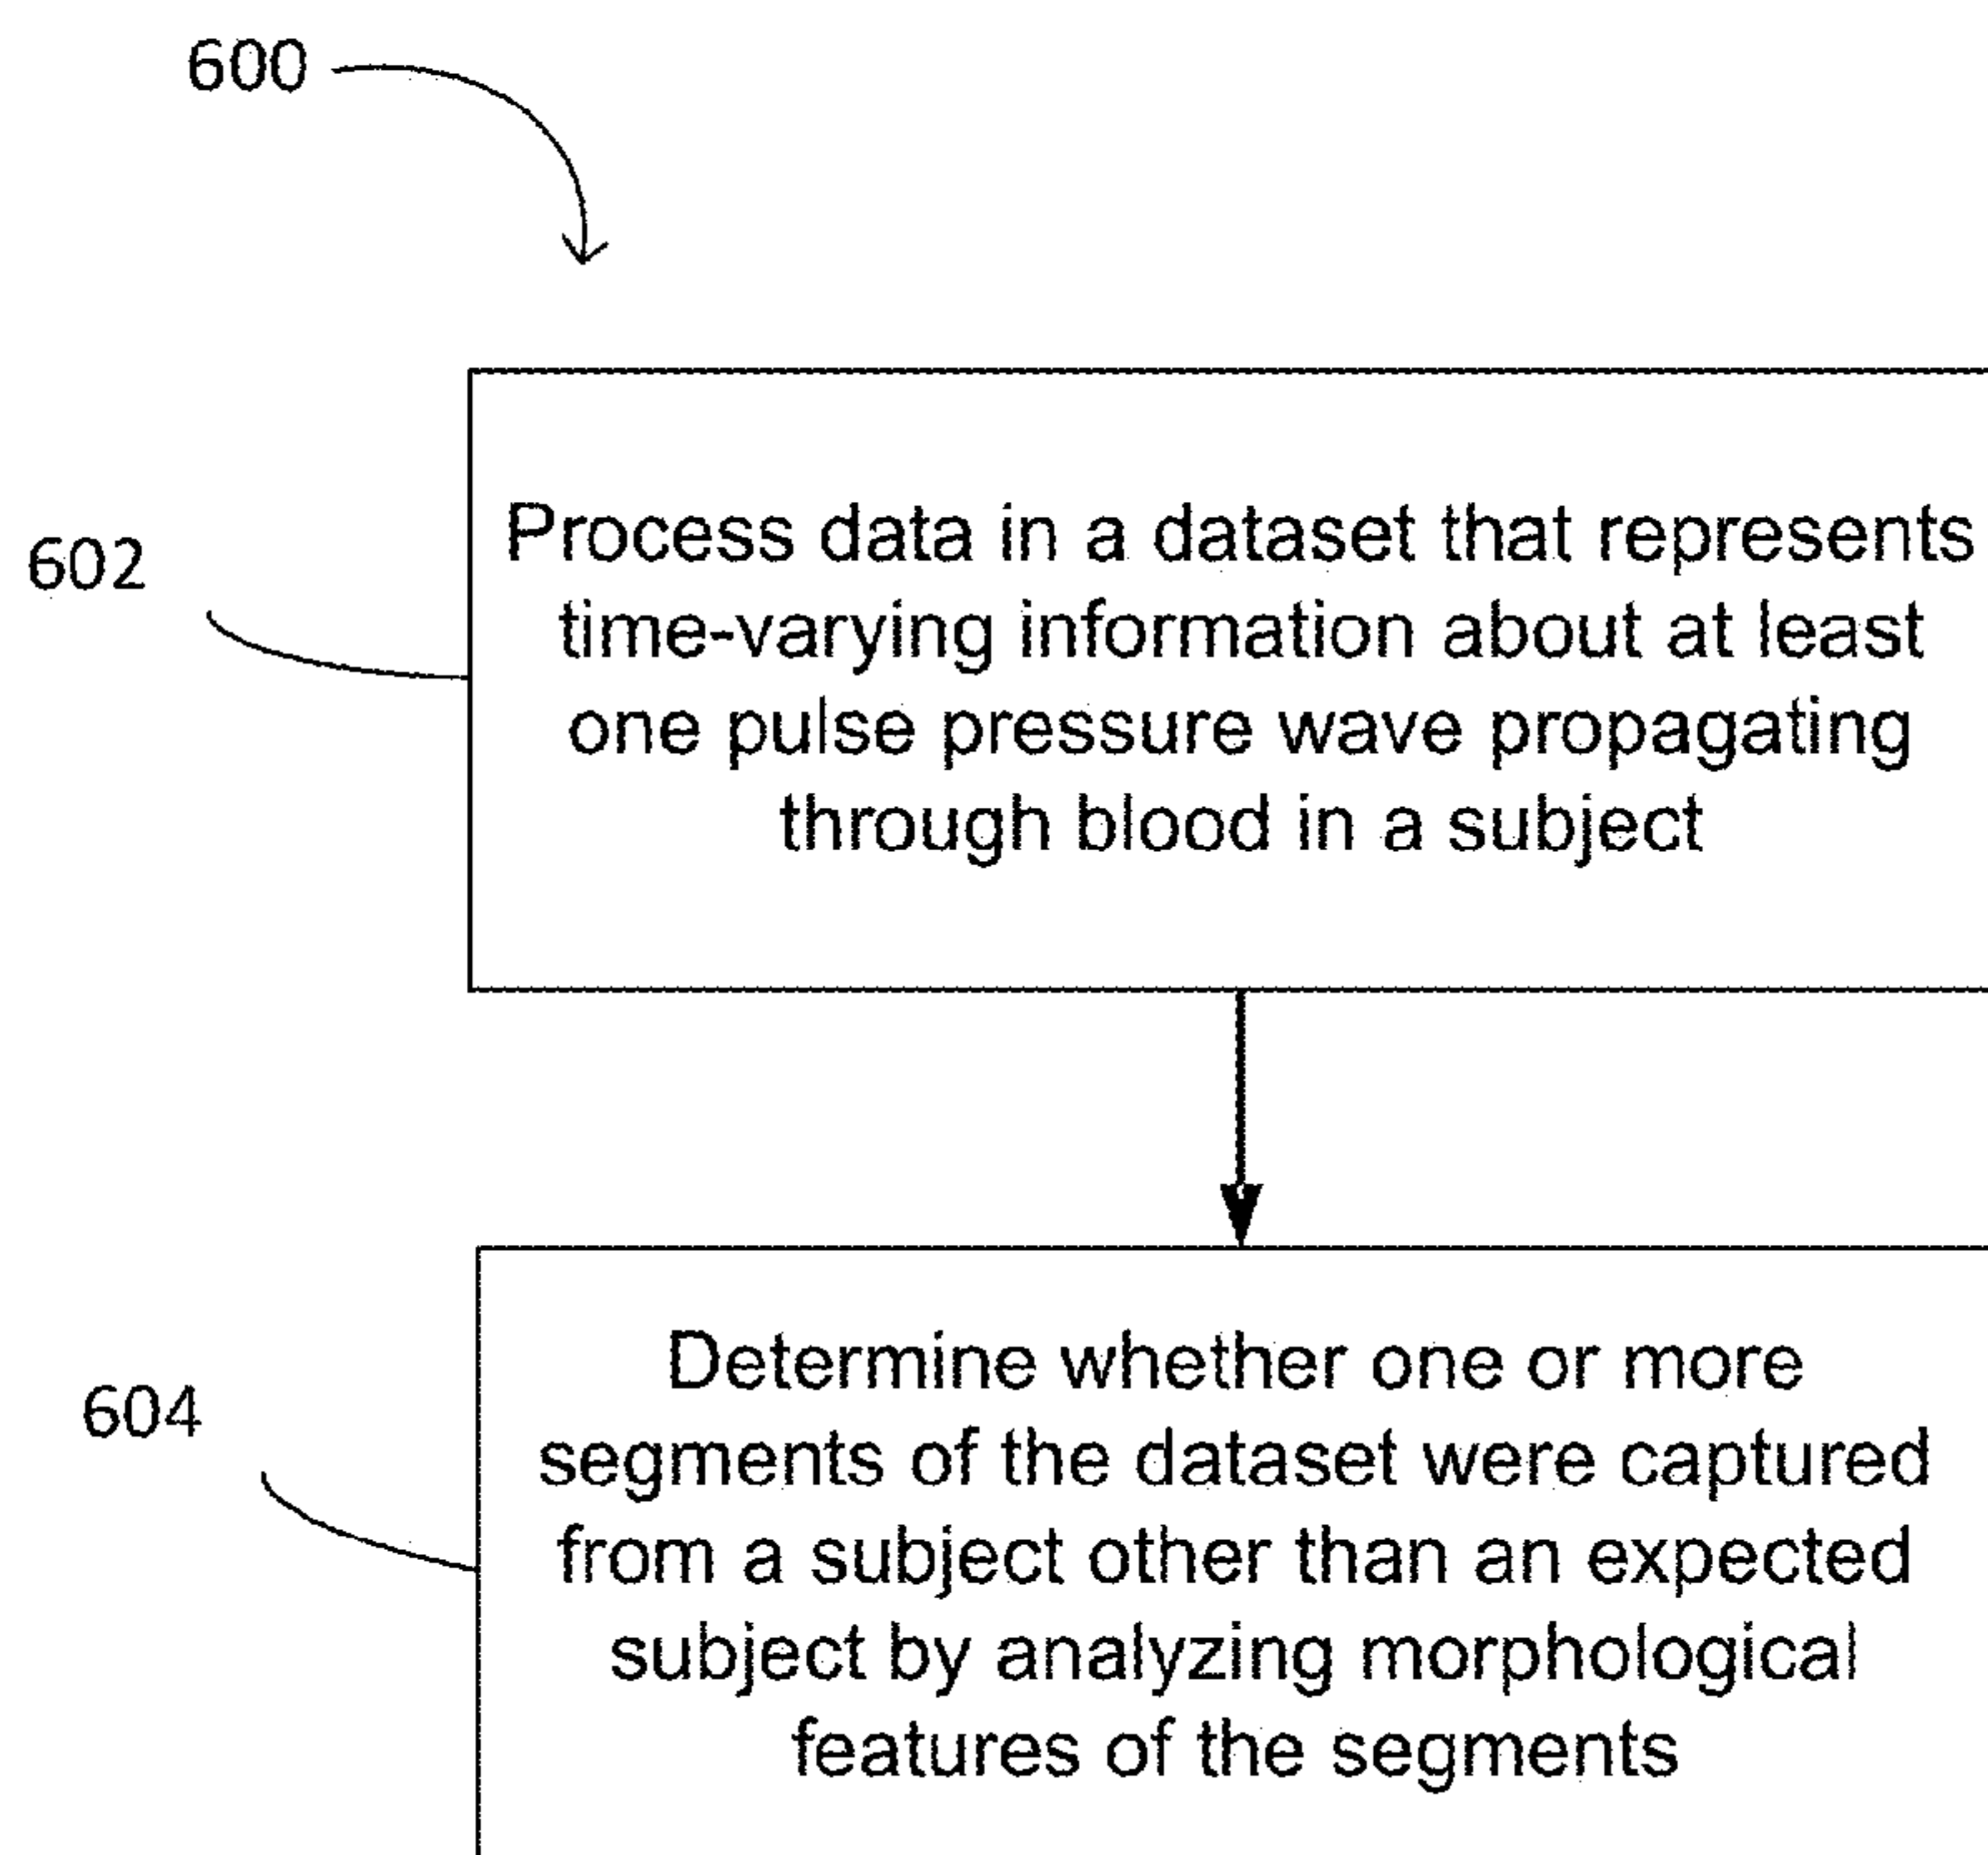 600
602
Process data in a dataset that represents
time-varying information about at least
one pulse pressure wave propagating
through blood in a subject
604
Determine whether one or more
segments of the dataset were captured
from a subject other than an expected
subject by analyzing morphological
features of the segments